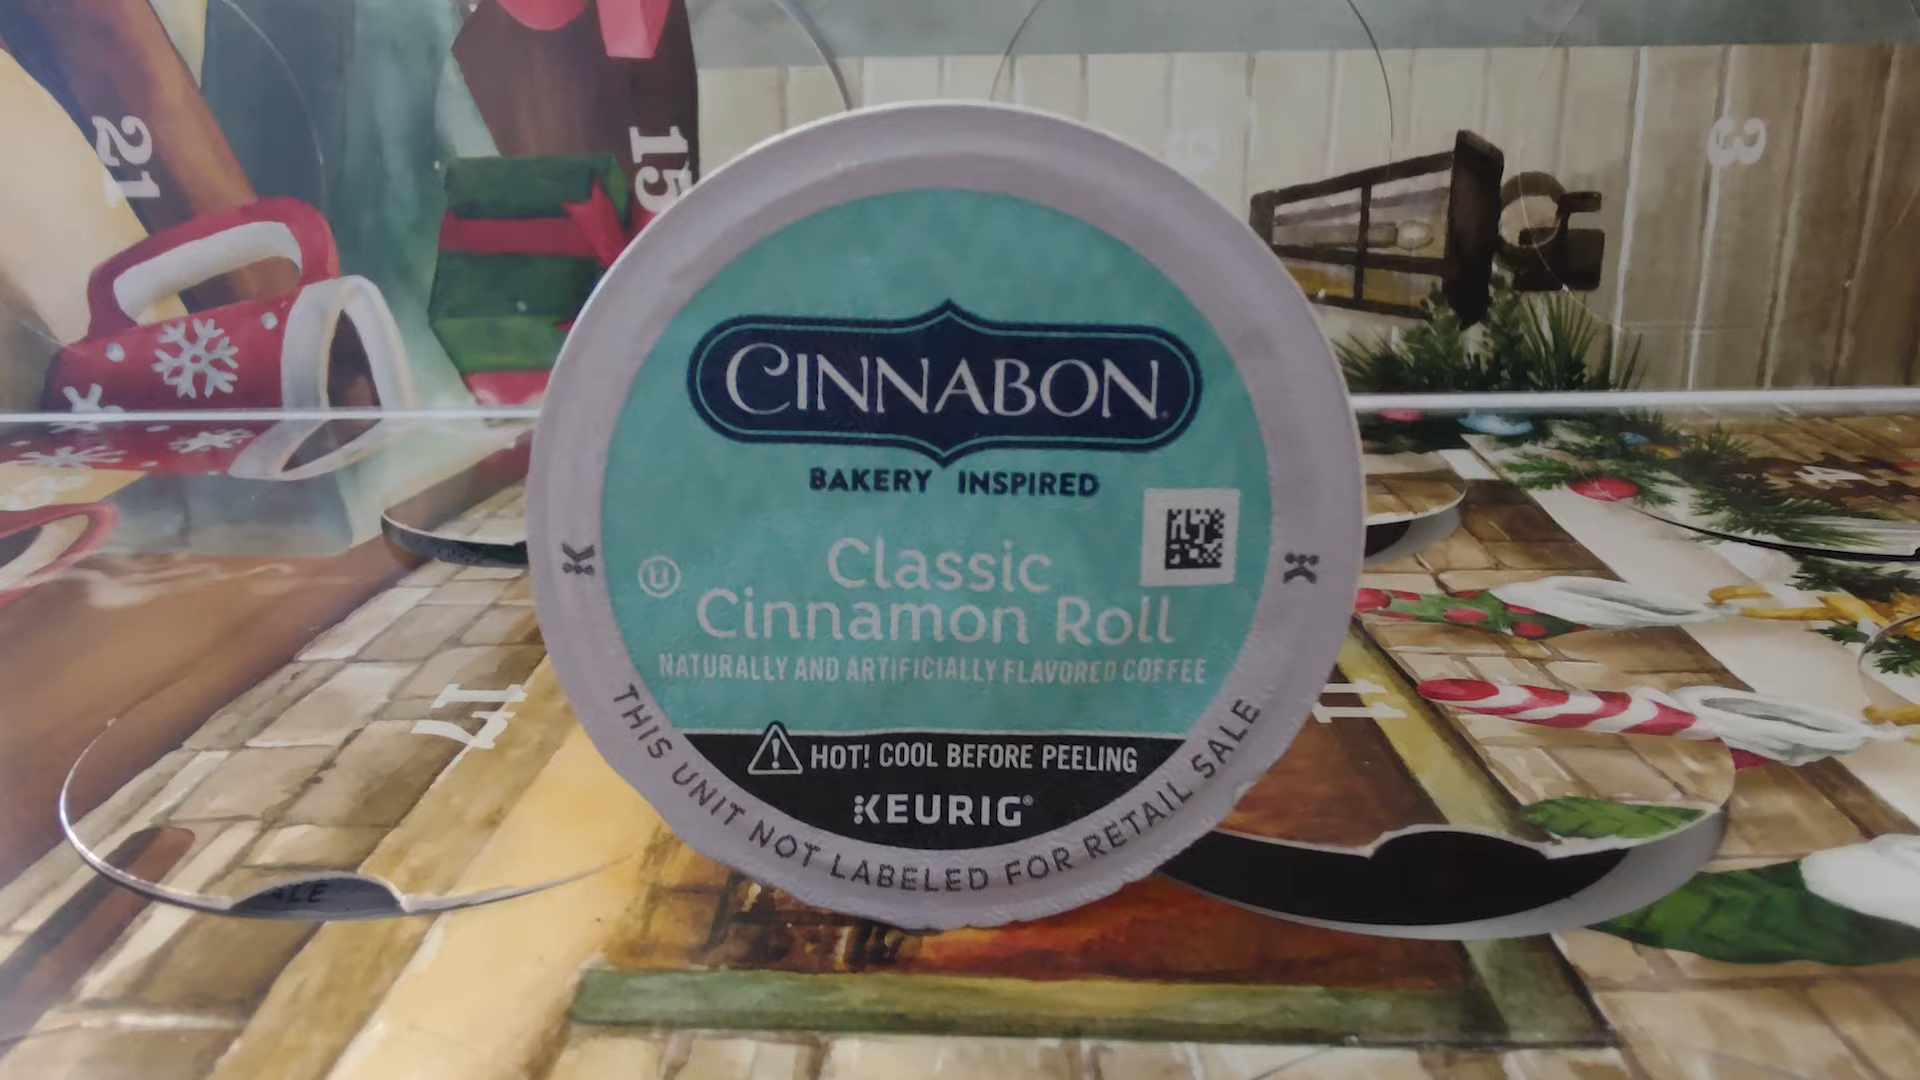 21
15
3
CINNABON
BAKERY INSPIRED
U
Classic
Cinnamon Roll
NATURALLY AND ARTIFICIALLY FLAVORED COFFEE
HOT! COOL BEFORE PEELING
KEURIG®
THIS UNIT NOT LABELED FOR RETAIL SALE
K
K
4
17
11